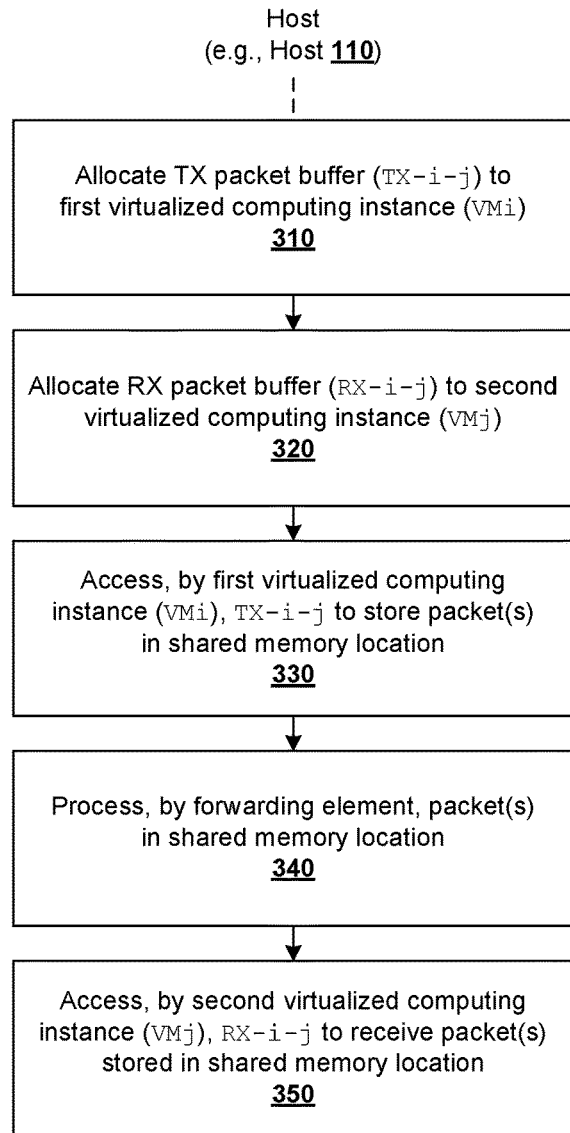 Host
(e.g., Host 110)
Allocate TX packet buffer (TX-i-j) to
first virtualized computing instance (VMi)
310
Allocate RX packet buffer (RX-i-j) to second
virtualized computing instance (VMj)
320
Access, by first virtualized computing
instance (VMi), TX-i-j to store packet(s)
in shared memory location
330
Process, by forwarding element, packet(s)
in shared memory location
340
Access, by second virtualized computing
instance (VMj), RX-i-j to receive packet(s)
stored in shared memory location
350